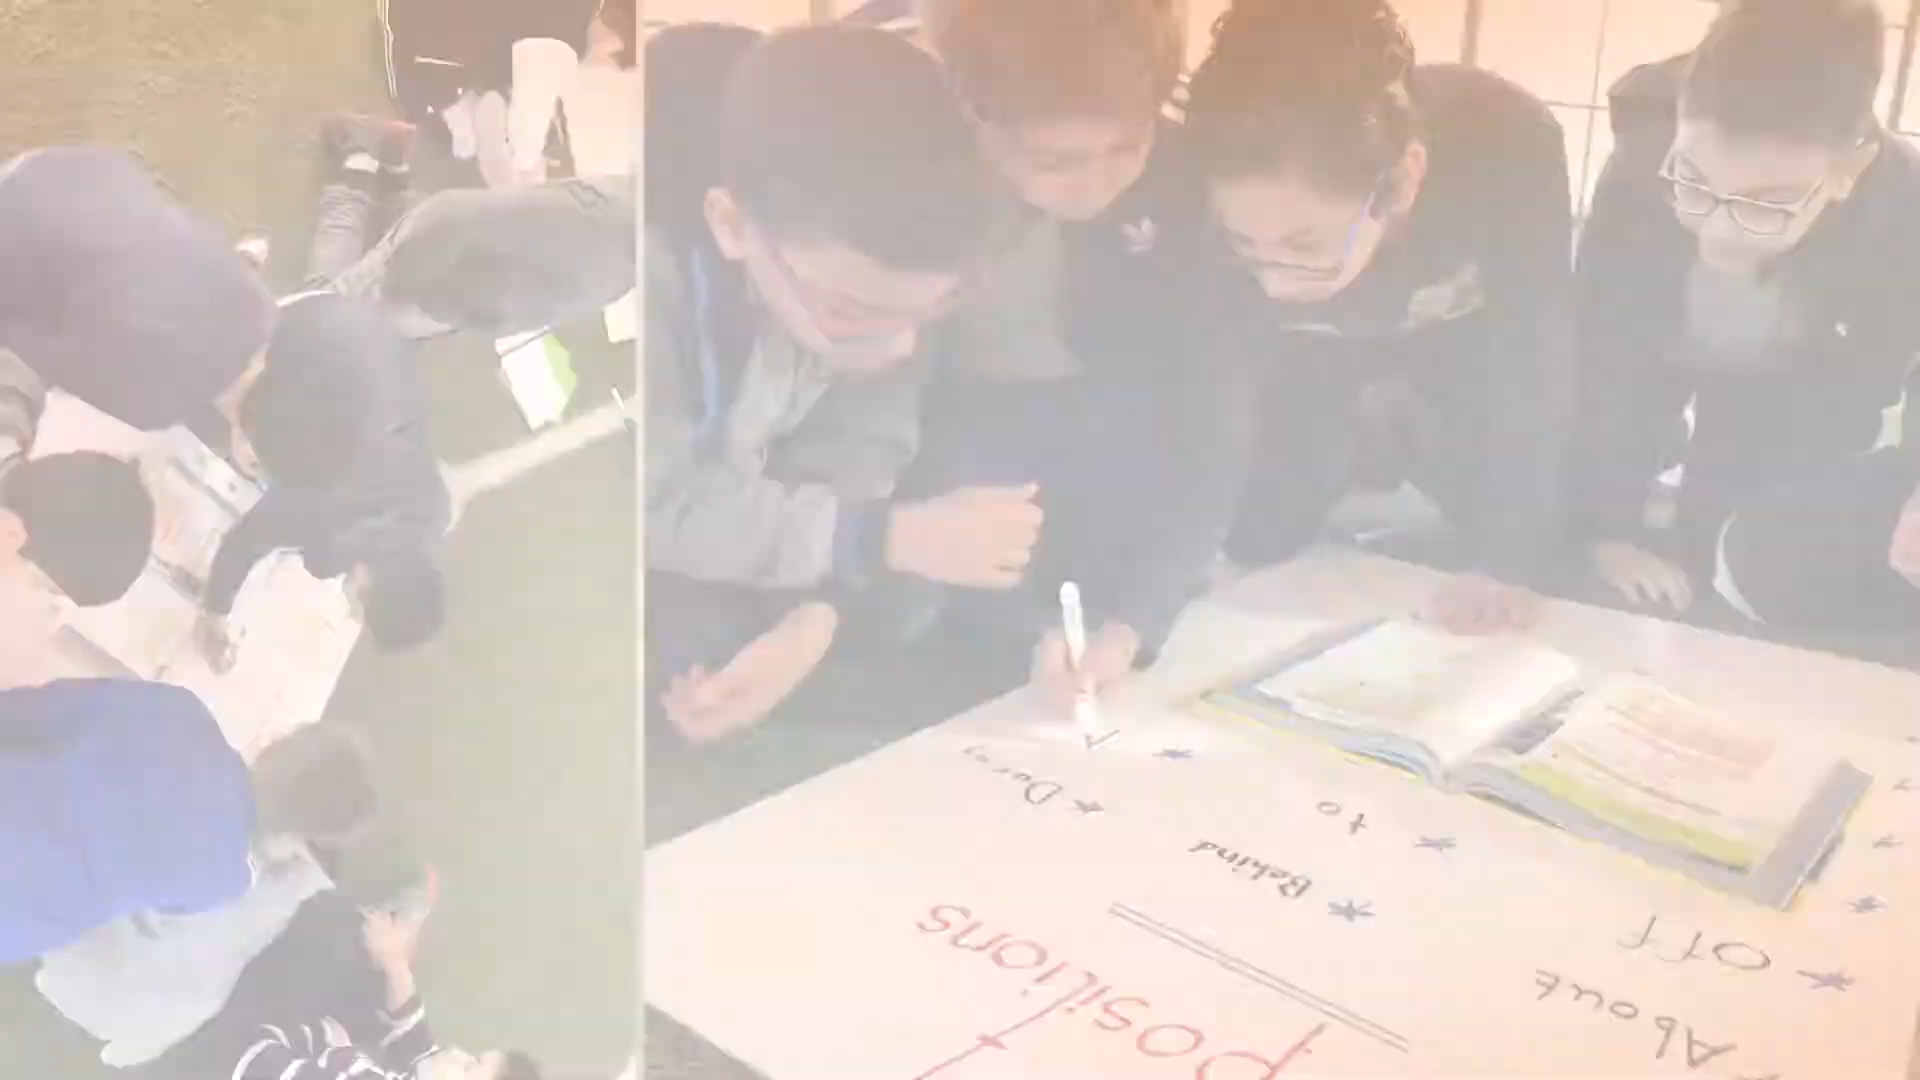 positions
* Behind
* to
* During
*
About
* off